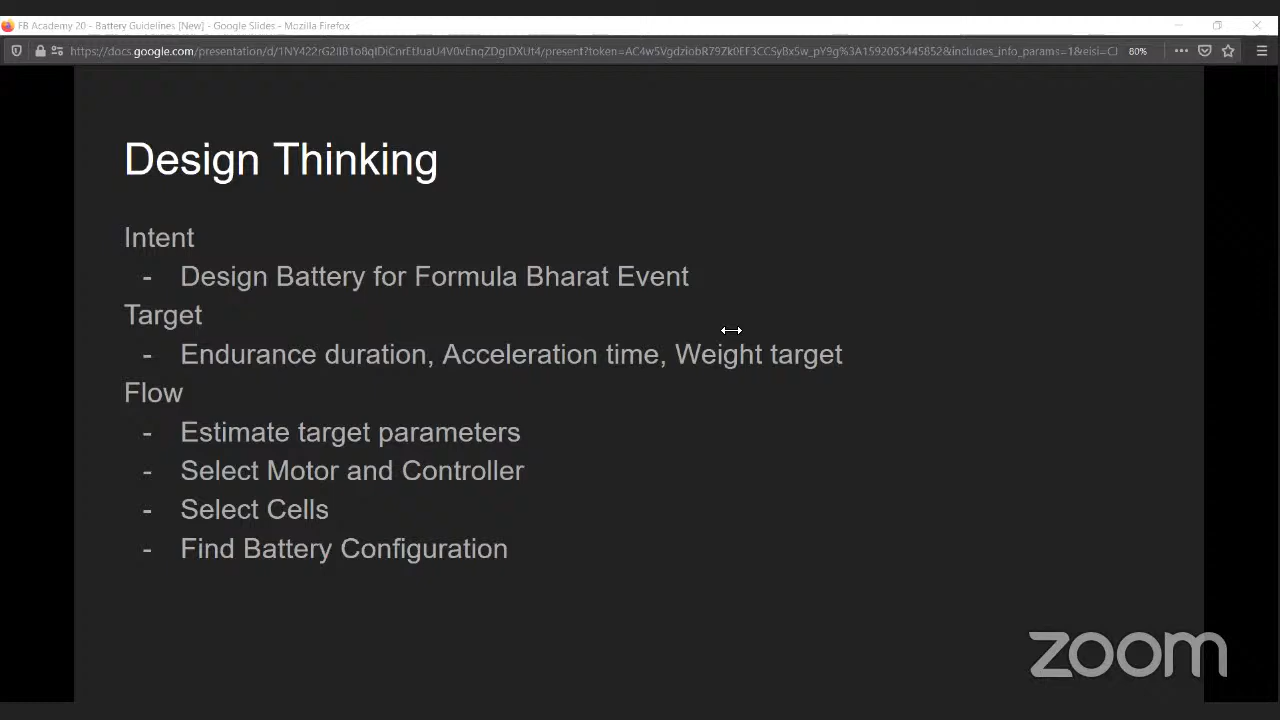 FB Academy 20 - Battery Guidelines [New] - Google Slides - Mozilla Firefox
80%
Design Thinking
Intent
- Design Battery for Formula Bharat Event
Target
- Endurance duration, Acceleration time, Weight target
Flow
- Estimate target parameters
- Select Motor and Controller
- Select Cells
- Find Battery Configuration
zoom